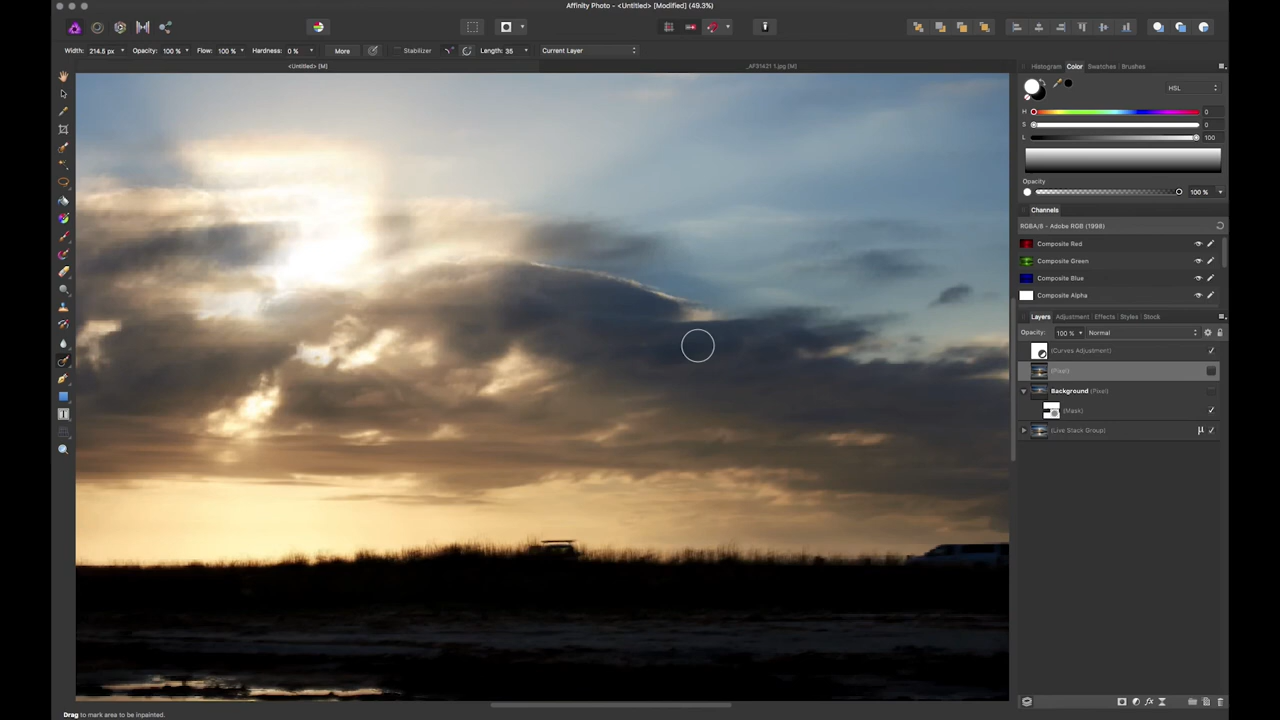 Affinity Photo - <Untitled> [Modified] (49.3%)
Width: 214.5 px Opacity: 100 % Flow: 100 % Hardness: 0 % More Stabilizer Length: 35 Current Layer
<Untitled> [M] _AF31421 1.jpg [M]
Histogram Color Swatches Brushes
HSL
H 0
S 0
L 100
Opacity
100 %
Channels
RGBA/8 - Adobe RGB (1998)
Composite Red
Composite Green
Composite Blue
Composite Alpha
Layers Adjustment Effects Styles Stock
Opacity: 100 % Normal
(Curves Adjustment)
(Pixel)
Background (Pixel)
(Mask)
(Live Stack Group)
Drag to mark area to be inpainted.